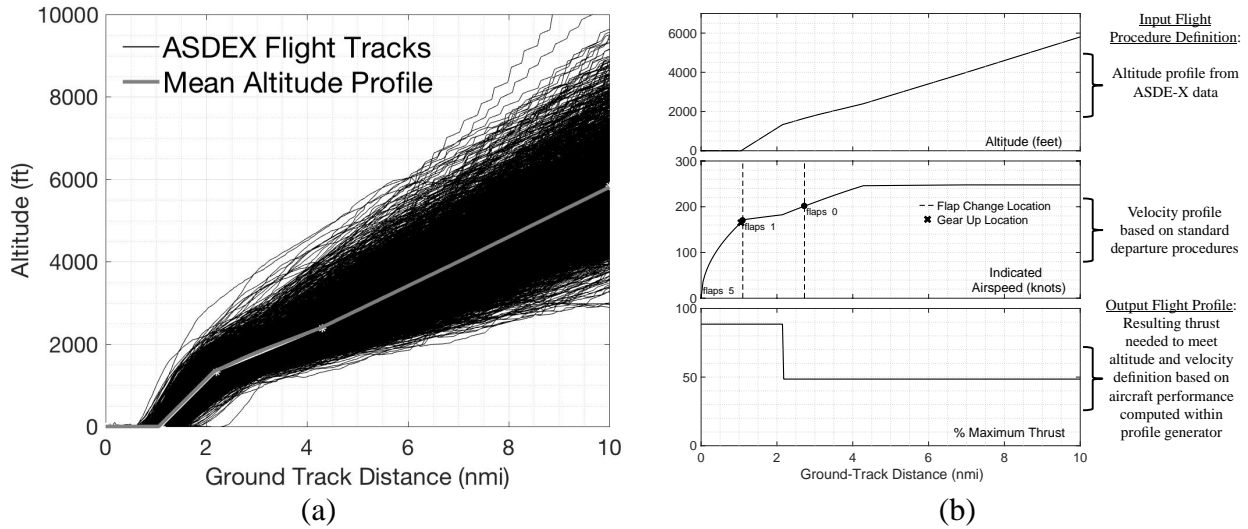 10000
8000
6000
4000
2000
0
Altitude (ft)
ASDEX Flight Tracks
Mean Altitude Profile
0 2 4 6 8 10
Ground Track Distance (nmi)
(a)
6000
4000
2000
0
Altitude (feet)
300
200
100
0
flaps 5
flaps 1
flaps 0
Flap Change Location
Gear Up Location
Indicated
Airspeed (knots)
100
50
0
% Maximum Thrust
0 2 4 6 8 10
Ground-Track Distance (nmi)
(b)
Input Flight
Procedure Definition:
Altitude profile from
ASDE-X data
Velocity profile
based on standard
departure procedures
Output Flight Profile:
Resulting thrust
needed to meet
altitude and velocity
definition based on
aircraft performance
computed within
profile generator